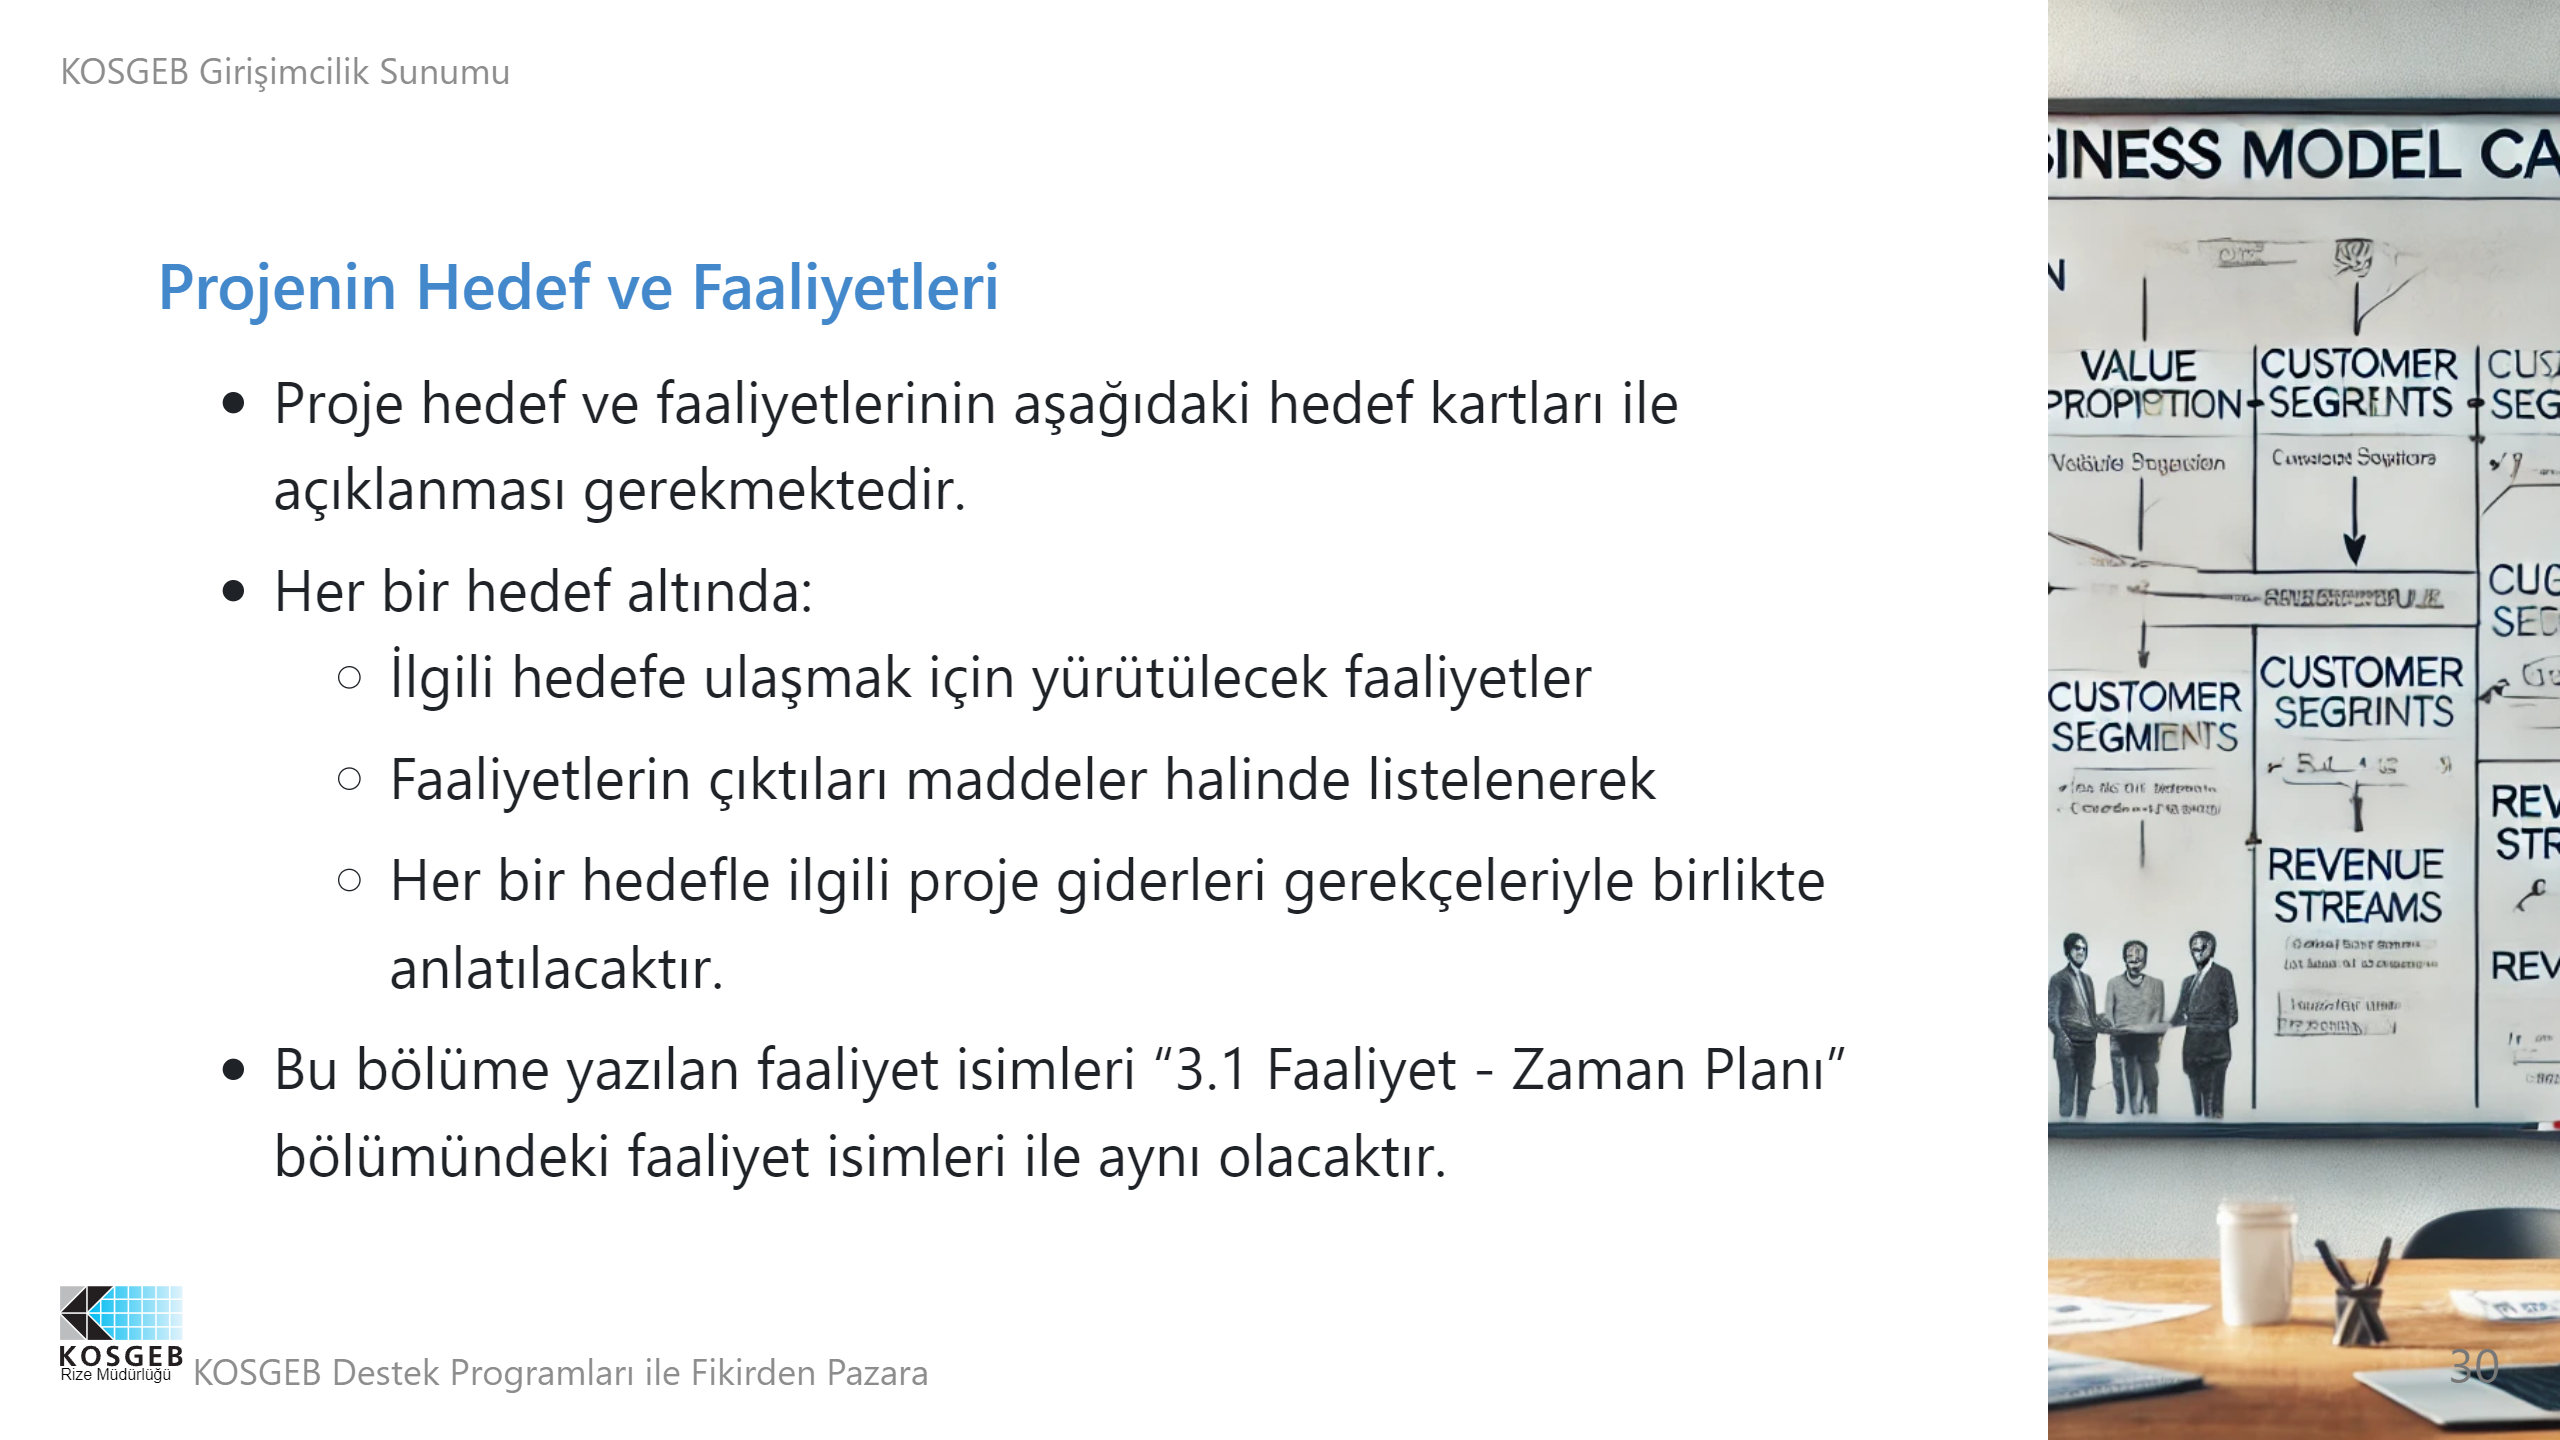 KOSGEB Girişimcilik Sunumu
Projenin Hedef ve Faaliyetleri
• Proje hedef ve faaliyetlerinin aşağıdaki hedef kartları ile
açıklanması gerekmektedir.
• Her bir hedef altında:
○ İlgili hedefe ulaşmak için yürütülecek faaliyetler
○ Faaliyetlerin çıktıları maddeler halinde listelenerek
○ Her bir hedefle ilgili proje giderleri gerekçeleriyle birlikte
anlatılacaktır.
• Bu bölüme yazılan faaliyet isimleri “3.1 Faaliyet - Zaman Planı”
bölümündeki faaliyet isimleri ile aynı olacaktır.
KOSGEB
Rize Müdürlüğü
KOSGEB Destek Programları ile Fikirden Pazara
30
INESS MODEL CA
VALUE
CUSTOMER
CUSTOMER
CUSTOMER
SEGRINTS
REVENUE
STREAMS
REV
STR
REV